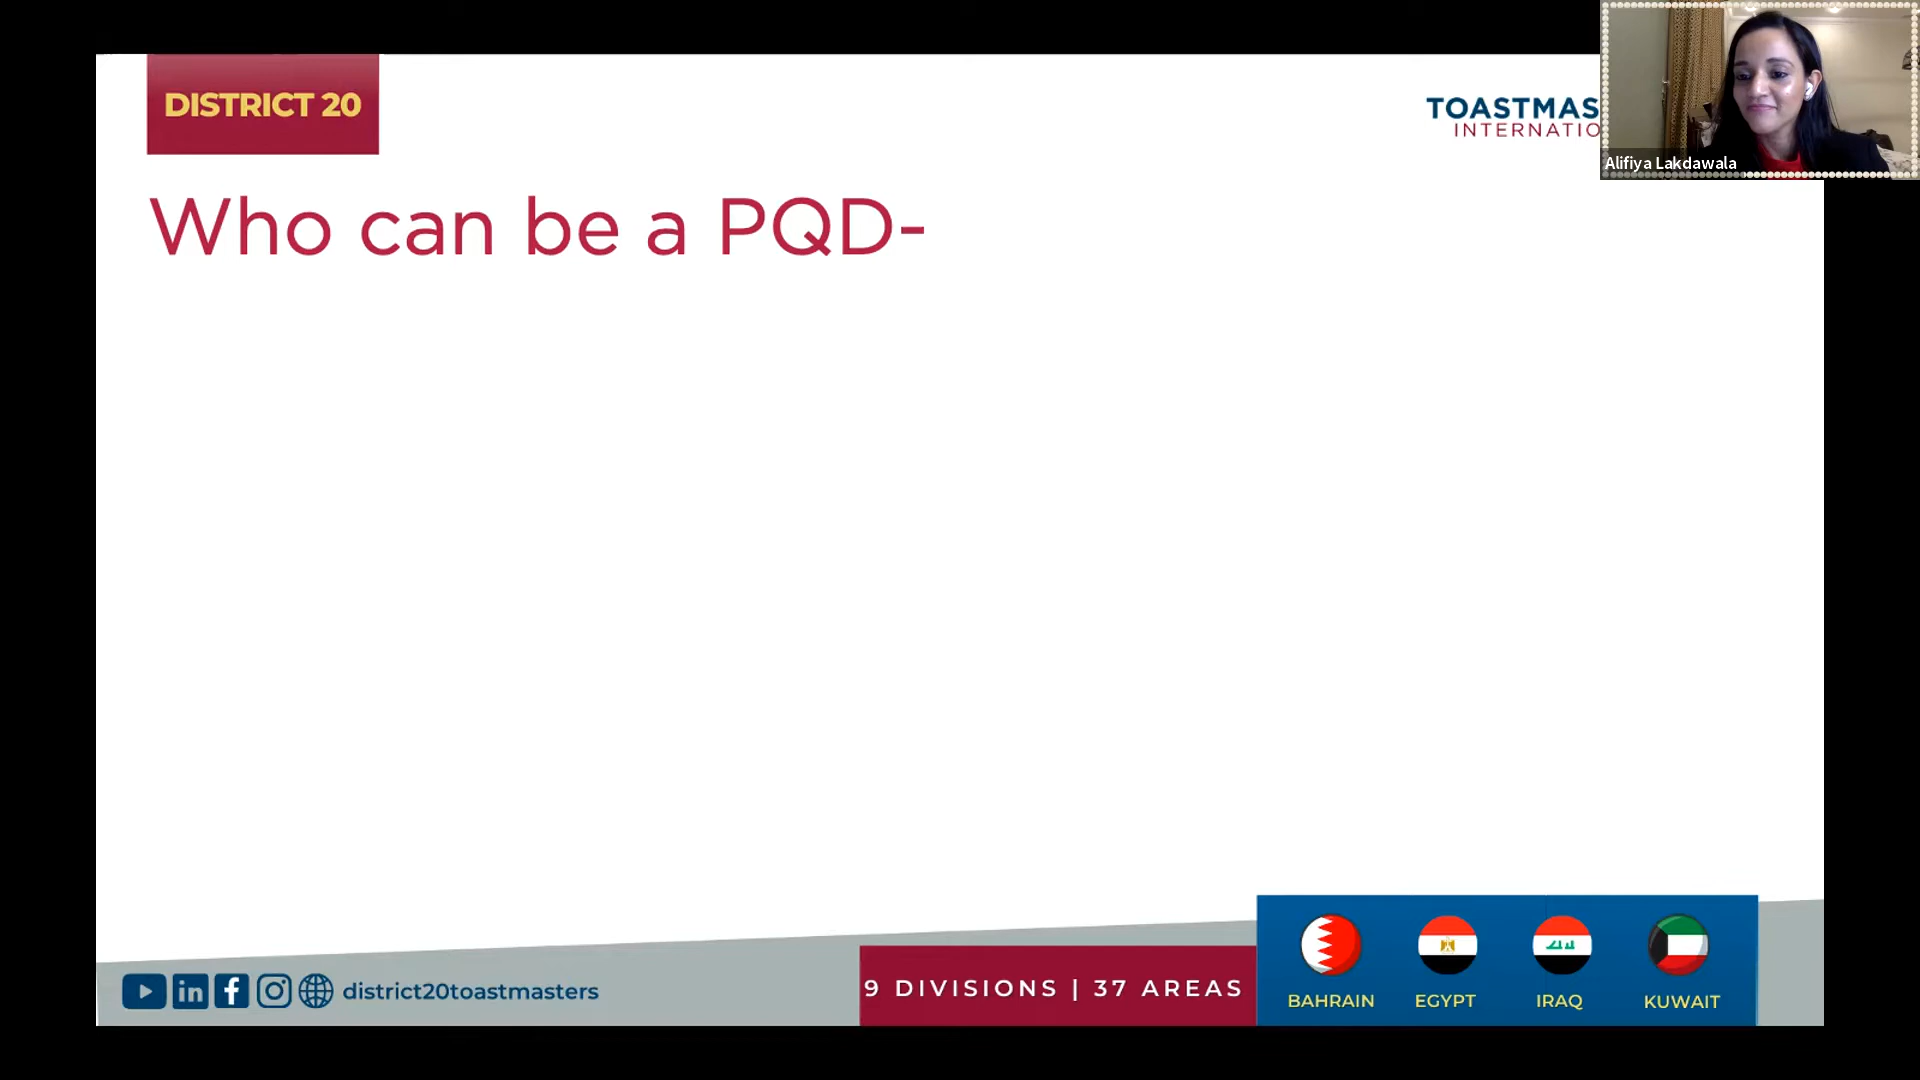 DISTRICT 20
TOASTMAS
INTERNATIO
Alifiya Lakdawala
Who can be a PQD-
district20toastmasters
9 DIVISIONS | 37 AREAS
BAHRAIN
EGYPT
IRAQ
KUWAIT